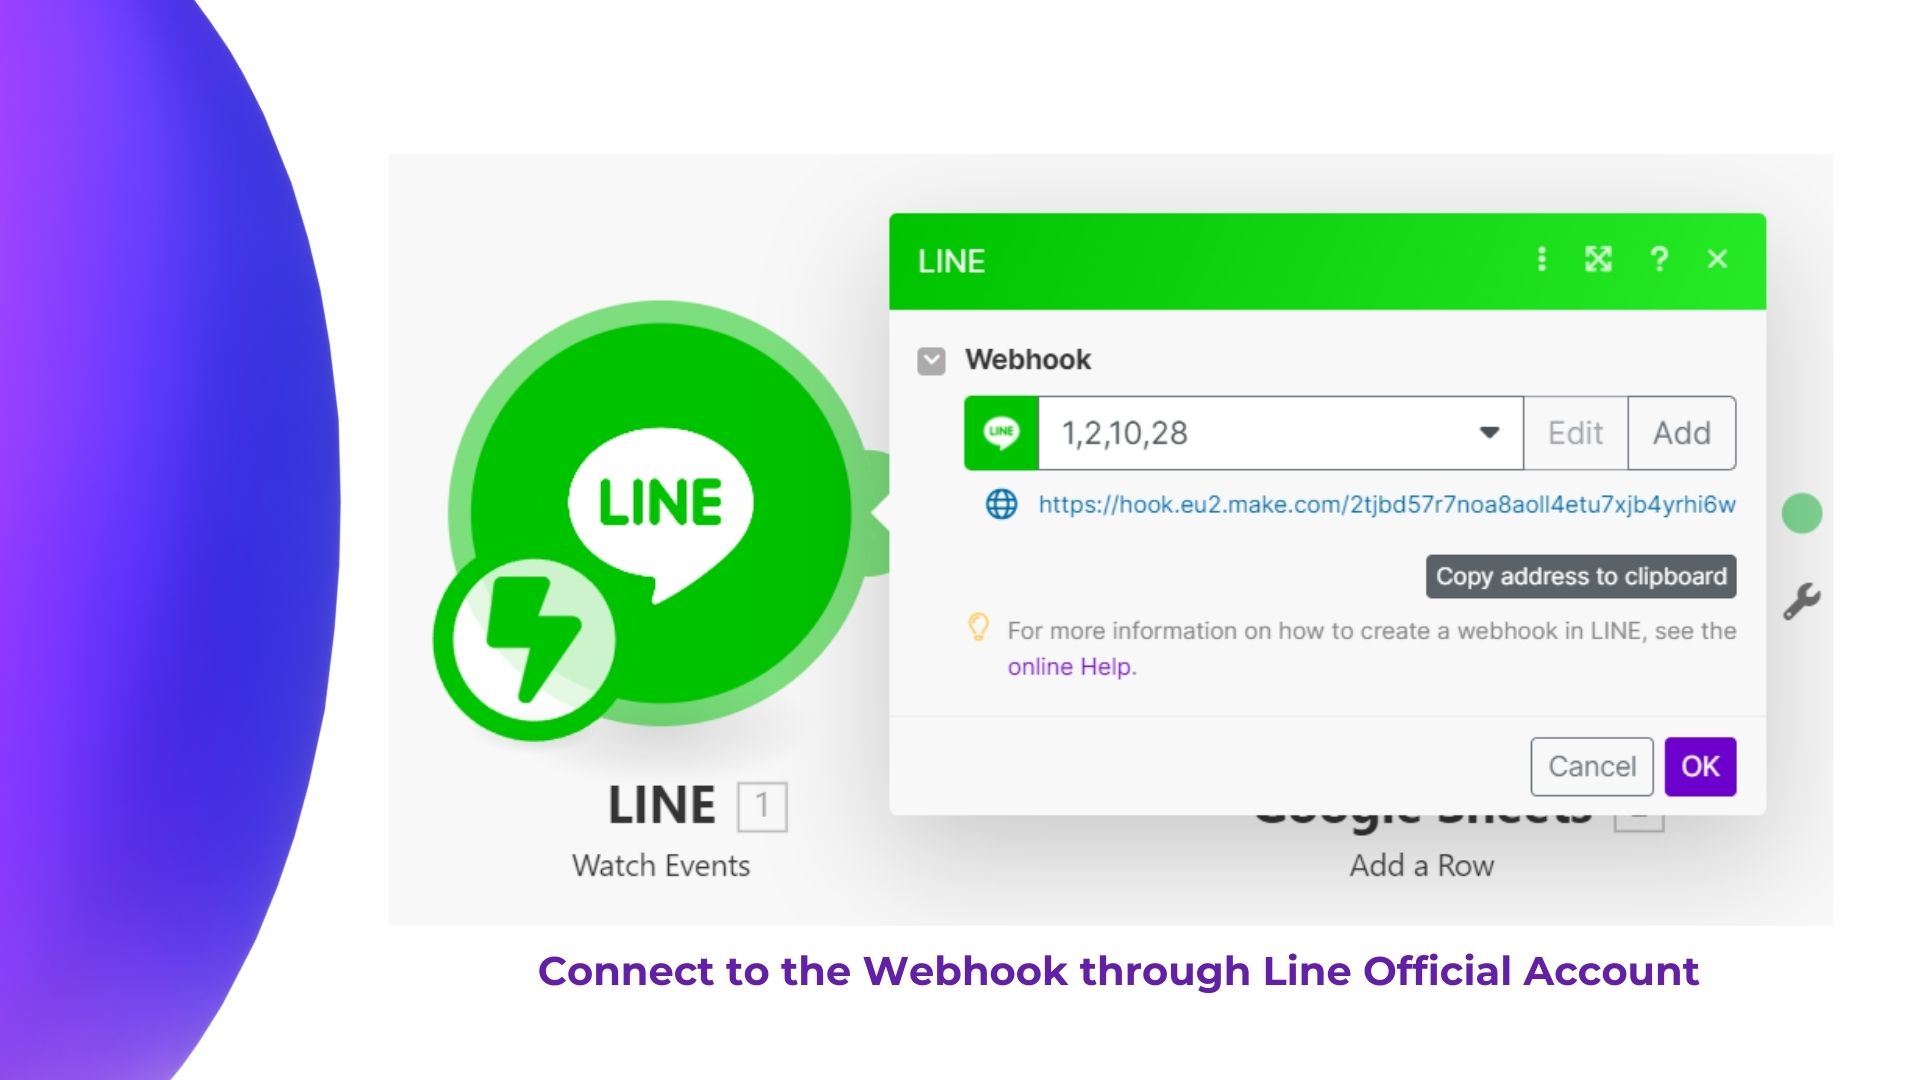 LINE
Webhook
LINE
1,2,10,28
Edit
Add
https://hook.eu2.make.com/2tjbd57r7noa8aoll4etu7xjb4yrhi6w
LINE
Copy address to clipboard
For more information on how to create a webhook in LINE, see the
online Help.
Cancel
OK
LINE 1
Google Sheets
Watch Events
Add a Row
Connect to the Webhook through Line Official Account